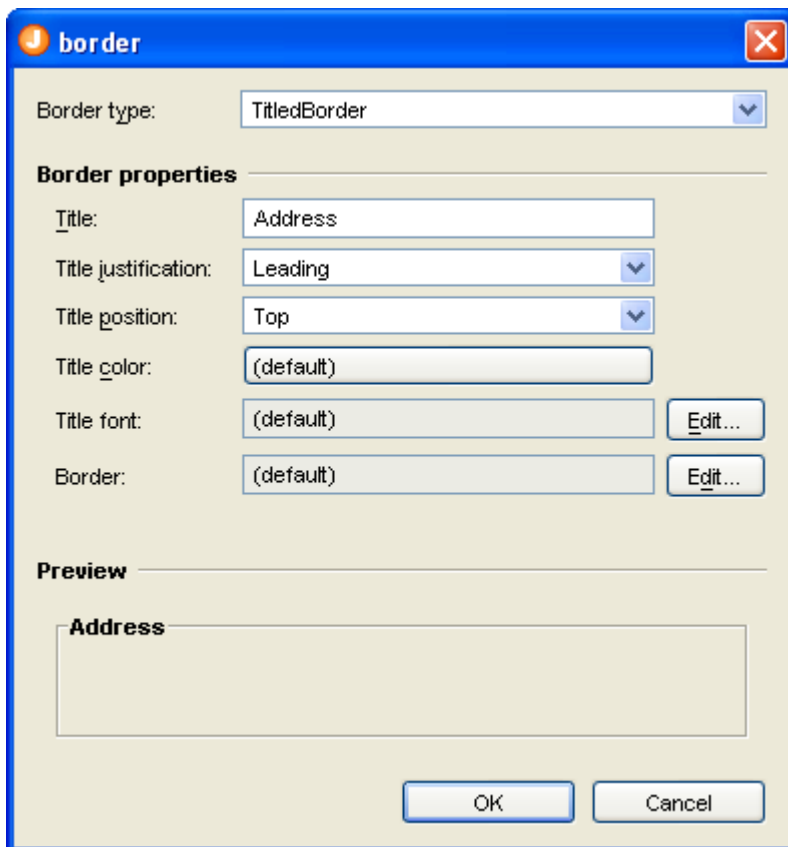 border
Border type: TitledBorder
Border properties
Title: Address
Title justification: Leading
Title position: Top
Title color: (default)
Title font: (default) Edit...
Border: (default) Edit...
Preview
Address
OK Cancel